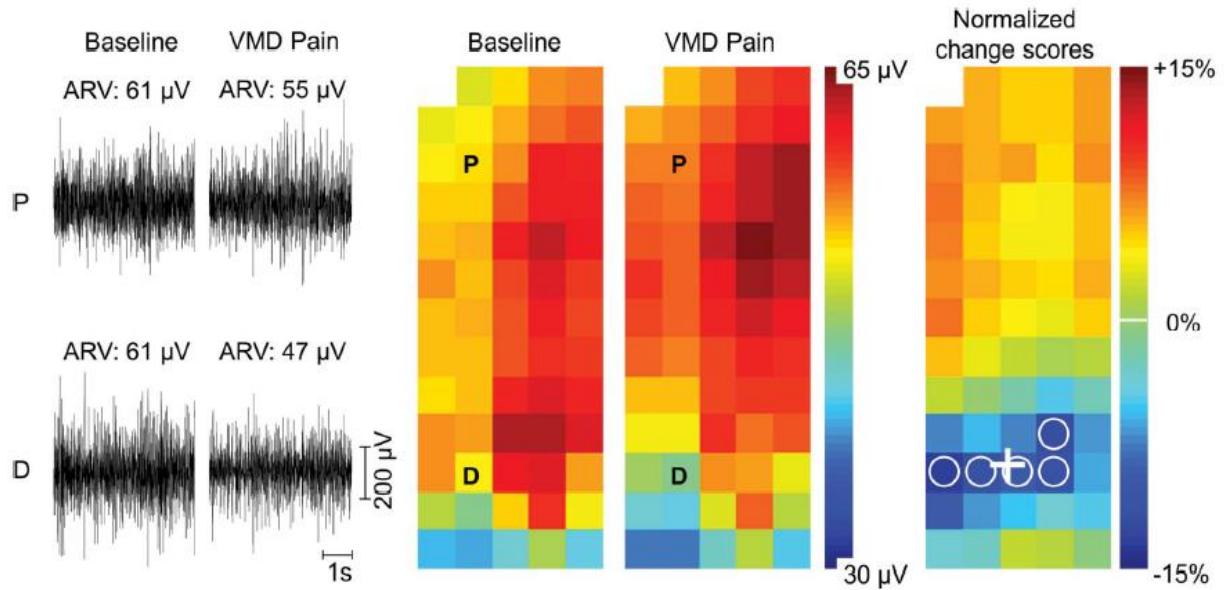 Baseline VMD Pain
ARV: 61 µV ARV: 55 µV
P
ARV: 61 µV ARV: 47 µV
D
200 µV
1s
Baseline VMD Pain
P P
D D
65 µV
30 µV
Normalized
change scores
+15%
0%
-15%